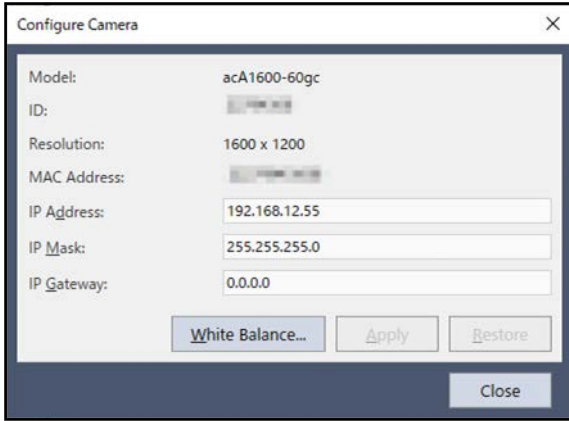 Configure Camera
Model: acA1600-60gc
ID:
Resolution: 1600 x 1200
MAC Address:
IP Address: 192.168.12.55
IP Mask: 255.255.255.0
IP Gateway: 0.0.0.0
White Balance... Apply Restore
Close